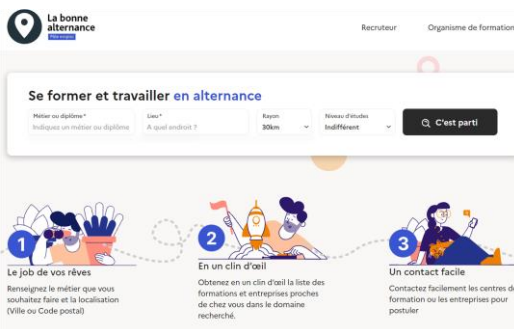 La bonne
alternance
Pôle emploi
Recruteur
Organisme de formation
Se former et travailler en alternance
Métier ou diplôme*
Indiquez un métier ou diplôme
Lieu*
A quel endroit ?
Rayon
30km
Niveau d'études
Indifférent
C'est parti
1
Le job de vos rêves
Renseignez le métier que vous
souhaitez faire et la localisation
(Ville ou Code postal)
2
En un clin d'œil
Obtenez en un clin d'œil la liste des
formations et entreprises proches
de chez vous dans le domaine
recherché.
3
Un contact facile
Contactez facilement les centres de
formation ou les entreprises pour
postuler